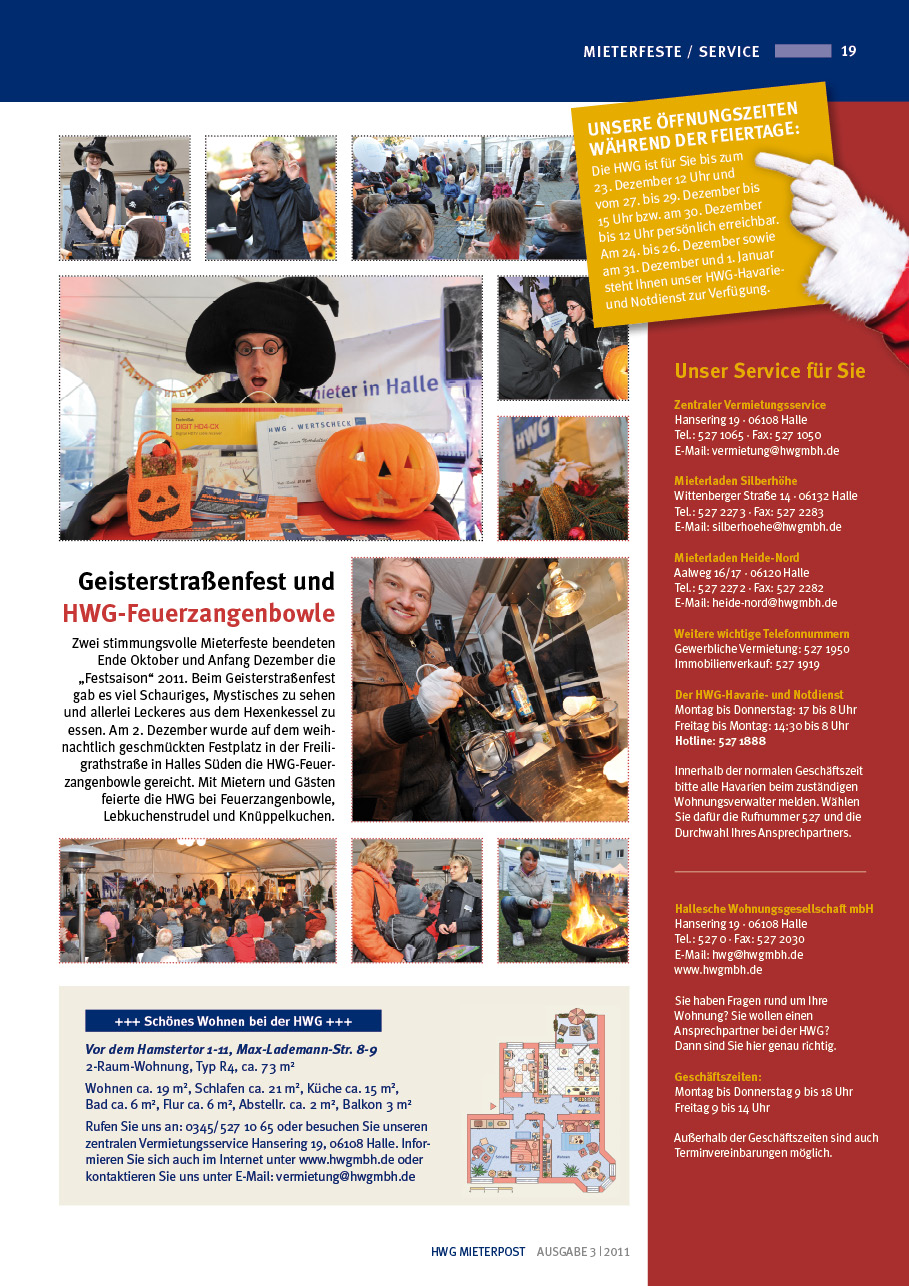 MIETERFESTE / SERVICE 19
UNSERE ÖFFNUNGSZEITEN
WÄHREND DER FEIERTAGE:
Die HWG ist für Sie bis zum
23. Dezember 12 Uhr und
vom 27. bis 29. Dezember bis
15 Uhr bzw. am 30. Dezember
bis 12 Uhr persönlich erreichbar.
Am 24. bis 26. Dezember sowie
am 31. Dezember und 1. Januar
steht Ihnen unser HWG-Havarie-
und Notdienst zur Verfügung.
mieter in Halle
DIGIT HD4-CX
HWG - WERTSCHECK
HWG
Geisterstraßenfest und
HWG-Feuerzangenbowle
Zwei stimmungsvolle Mieterfeste beendeten
Ende Oktober und Anfang Dezember die
„Festsaison“ 2011. Beim Geisterstraßenfest
gab es viel Schauriges, Mystisches zu sehen
und allerlei Leckeres aus dem Hexenkessel zu
essen. Am 2. Dezember wurde auf dem weih-
nachtlich geschmückten Festplatz in der Freili-
grathstraße in Halles Süden die HWG-Feuer-
zangenbowle gereicht. Mit Mietern und Gästen
feierte die HWG bei Feuerzangenbowle,
Lebkuchenstrudel und Knüppelkuchen.
+++ Schönes Wohnen bei der HWG +++
Vor dem Hamstertor 1-11, Max-Lademann-Str. 8-9
2-Raum-Wohnung, Typ R4, ca. 73 m²
Wohnen ca. 19 m², Schlafen ca. 21 m², Küche ca. 15 m²,
Bad ca. 6 m², Flur ca. 6 m², Abstellr. ca. 2 m², Balkon 3 m²
Rufen Sie uns an: 0345/527 10 65 oder besuchen Sie unseren
zentralen Vermietungsservice Hansering 19, 06108 Halle. Infor-
mieren Sie sich auch im Internet unter www.hwgmbh.de oder
kontaktieren Sie uns unter E-Mail: vermietung@hwgmbh.de
Unser Service für Sie
Zentraler Vermietungsservice
Hansering 19 · 06108 Halle
Tel.: 527 1065 · Fax: 527 1050
E-Mail: vermietung@hwgmbh.de
Mieterladen Silberhöhe
Wittenberger Straße 14 · 06132 Halle
Tel.: 527 2273 · Fax: 527 2283
E-Mail: silberhoehe@hwgmbh.de
Mieterladen Heide-Nord
Aalweg 16/17 · 06120 Halle
Tel.: 527 2272 · Fax: 527 2282
E-Mail: heide-nord@hwgmbh.de
Weitere wichtige Telefonnummern
Gewerbliche Vermietung: 527 1950
Immobilienverkauf: 527 1919
Der HWG-Havarie- und Notdienst
Montag bis Donnerstag: 17 bis 8 Uhr
Freitag bis Montag: 14:30 bis 8 Uhr
Hotline: 527 1888
Innerhalb der normalen Geschäftszeit
bitte alle Havarien beim zuständigen
Wohnungsverwalter melden. Wählen
Sie dafür die Rufnummer 527 und die
Durchwahl Ihres Ansprechpartners.
Hallesche Wohnungsgesellschaft mbH
Hansering 19 · 06108 Halle
Tel.: 527 0 · Fax: 527 2030
E-Mail: hwg@hwgmbh.de
www.hwgmbh.de
Sie haben Fragen rund um Ihre
Wohnung? Sie wollen einen
Ansprechpartner bei der HWG?
Dann sind Sie hier genau richtig.
Geschäftszeiten:
Montag bis Donnerstag 9 bis 18 Uhr
Freitag 9 bis 14 Uhr
Außerhalb der Geschäftszeiten sind auch
Terminvereinbarungen möglich.
HWG MIETERPOST AUSGABE 3 | 2011